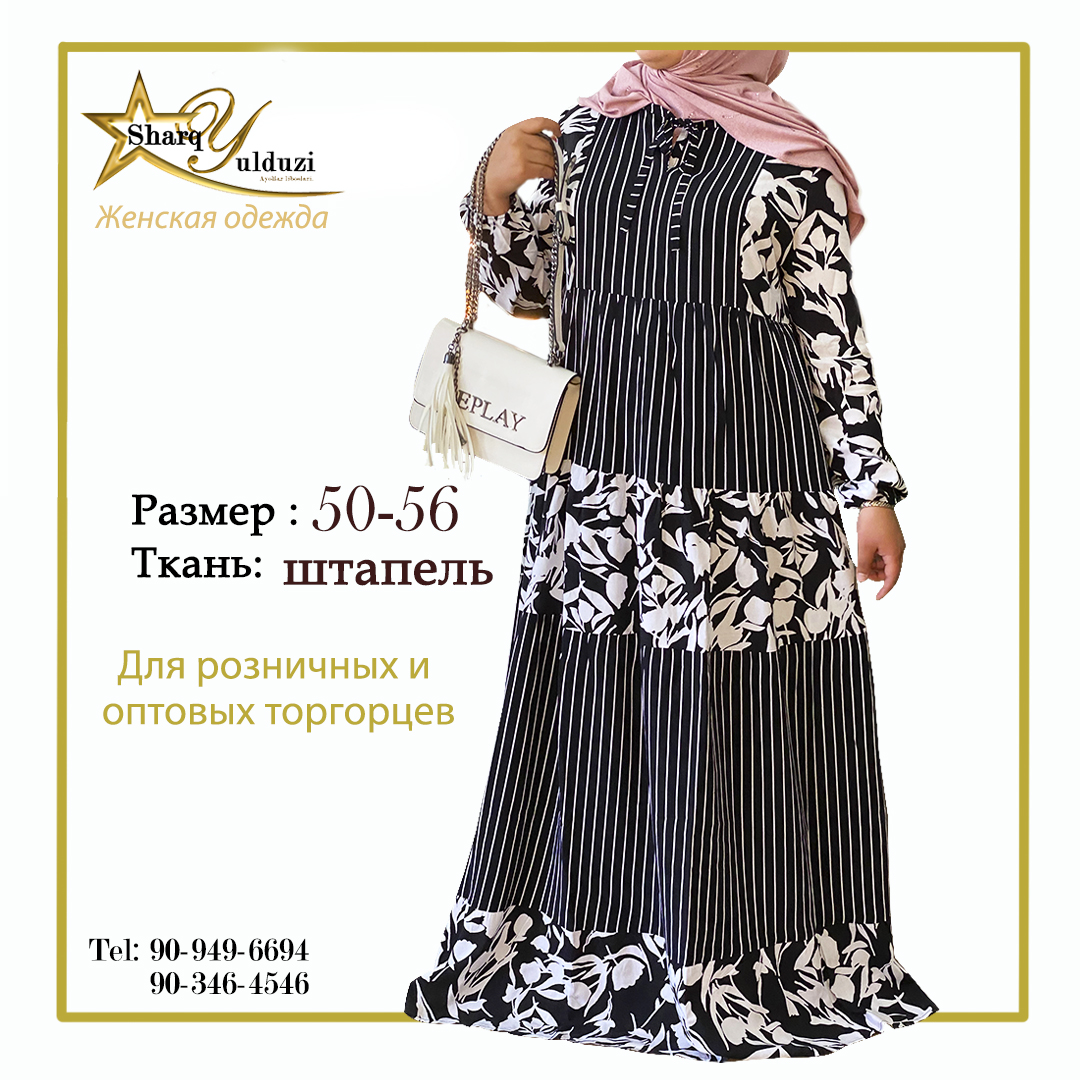 Sharq Yulduzi
Ayollar liboslari
Женская одежда
EPLAY
Размер : 50-56
Ткань: штапель
Для розничных и
оптовых торгорцев
Tel: 90-949-6694
90-346-4546